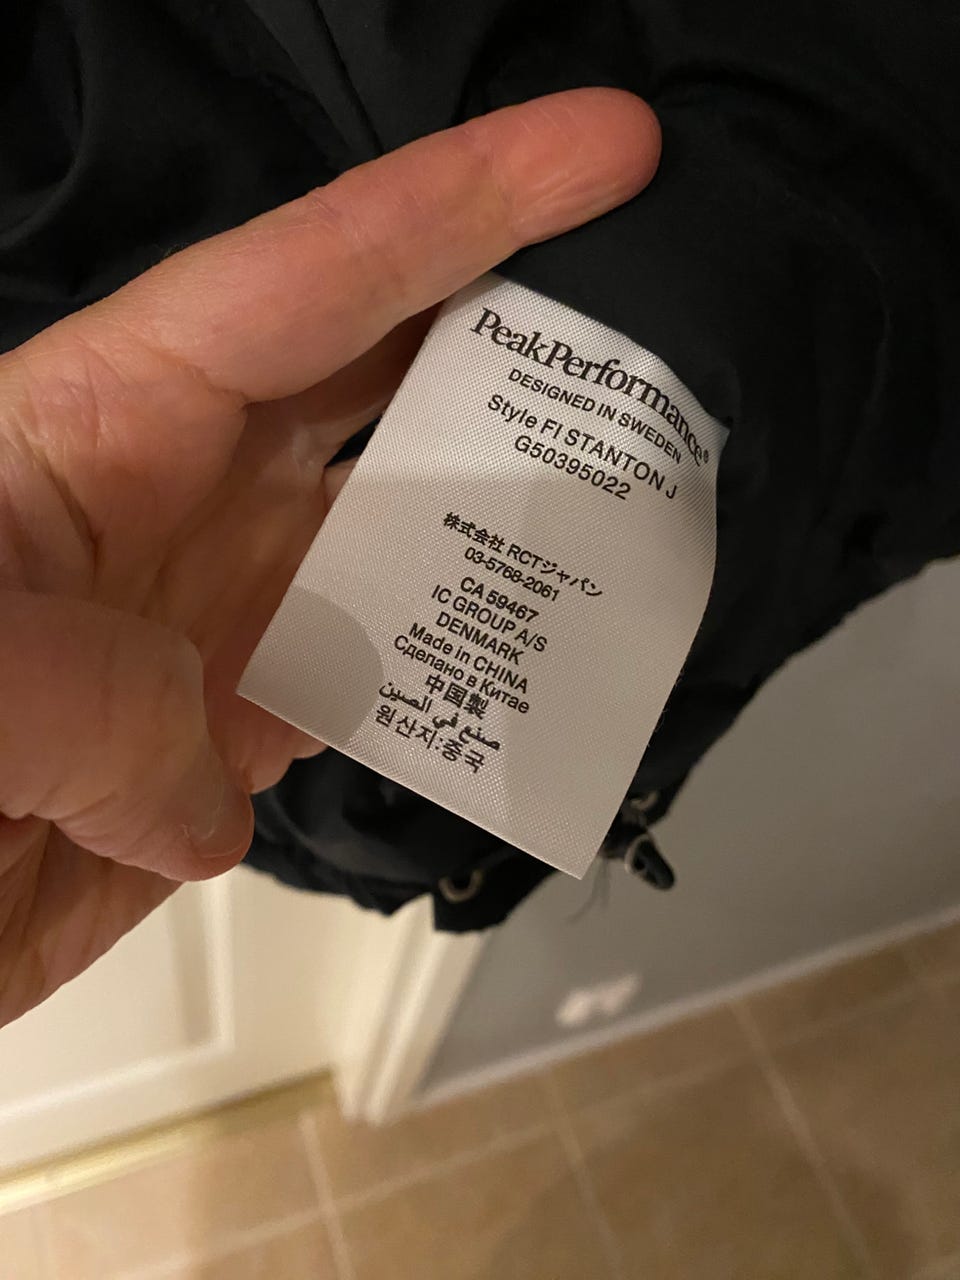 PeakPerformance®
DESIGNED IN SWEDEN
Style FI STANTON J
G50395022
株式会社 RCTジャパン
03-5768-2061
CA 59467
IC GROUP A/S
DENMARK
Made in CHINA
Сделано в Китае
中国製
صنع في الصين
원산지:중국